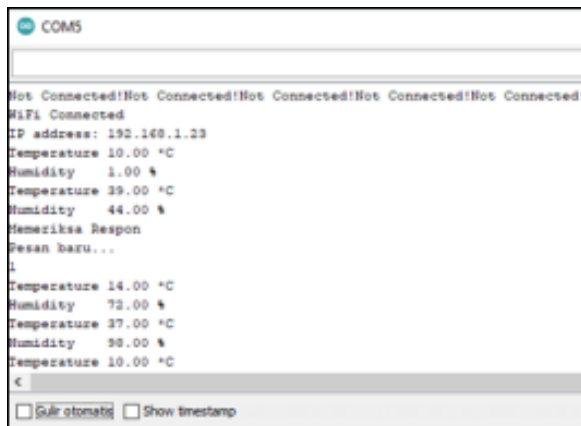 COM5
Not Connected!Not Connected!Not Connected!Not Connected!Not Connected!
WiFi Connected
IP address: 192.168.1.23
Temperature 10.00 °C
Humidity 1.00 %
Temperature 39.00 °C
Humidity 44.00 %
Memeriksa Respon
Pesan baru...
1
Temperature 14.00 °C
Humidity 72.00 %
Temperature 37.00 °C
Humidity 98.00 %
Temperature 10.00 °C
Gulir otomatis Show timestamp